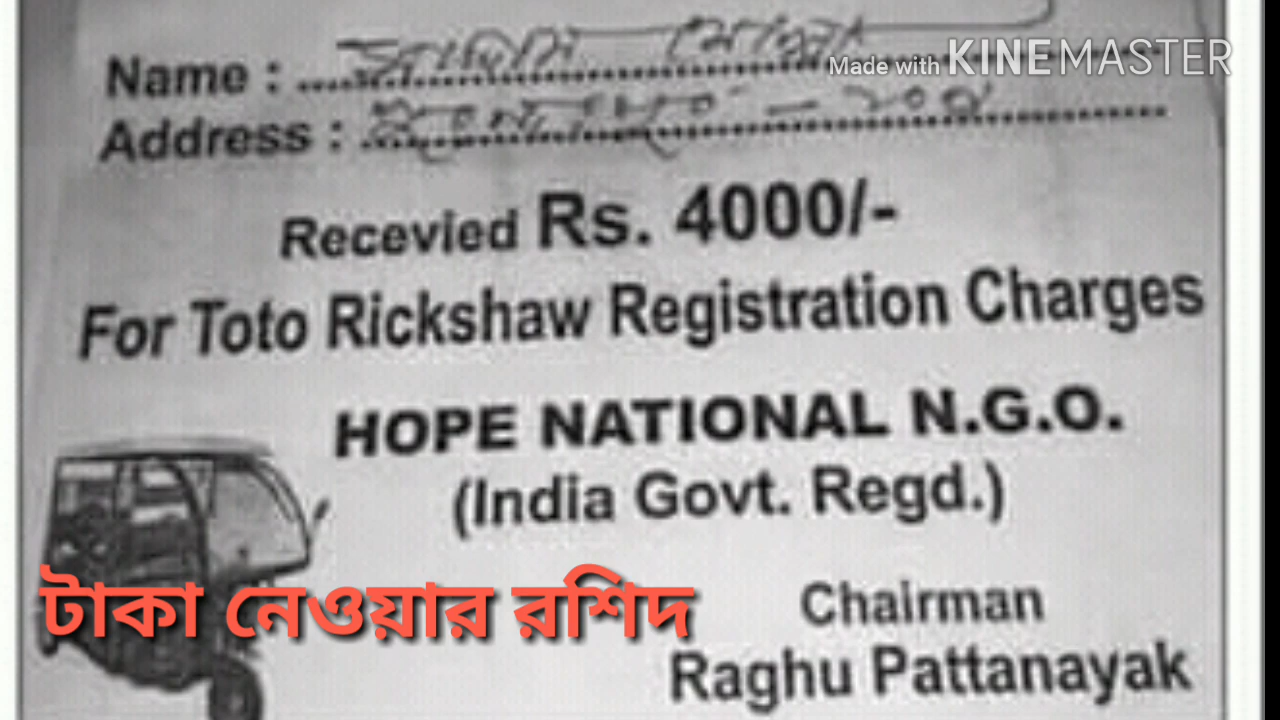 Name :
Made with KINEMASTER
Address :
Recevied Rs. 4000/-
For Toto Rickshaw Registration Charges
HOPE NATIONAL N.G.O.
(India Govt. Regd.)
টাকা নেওয়ার রশিদ
Chairman
Raghu Pattanayak